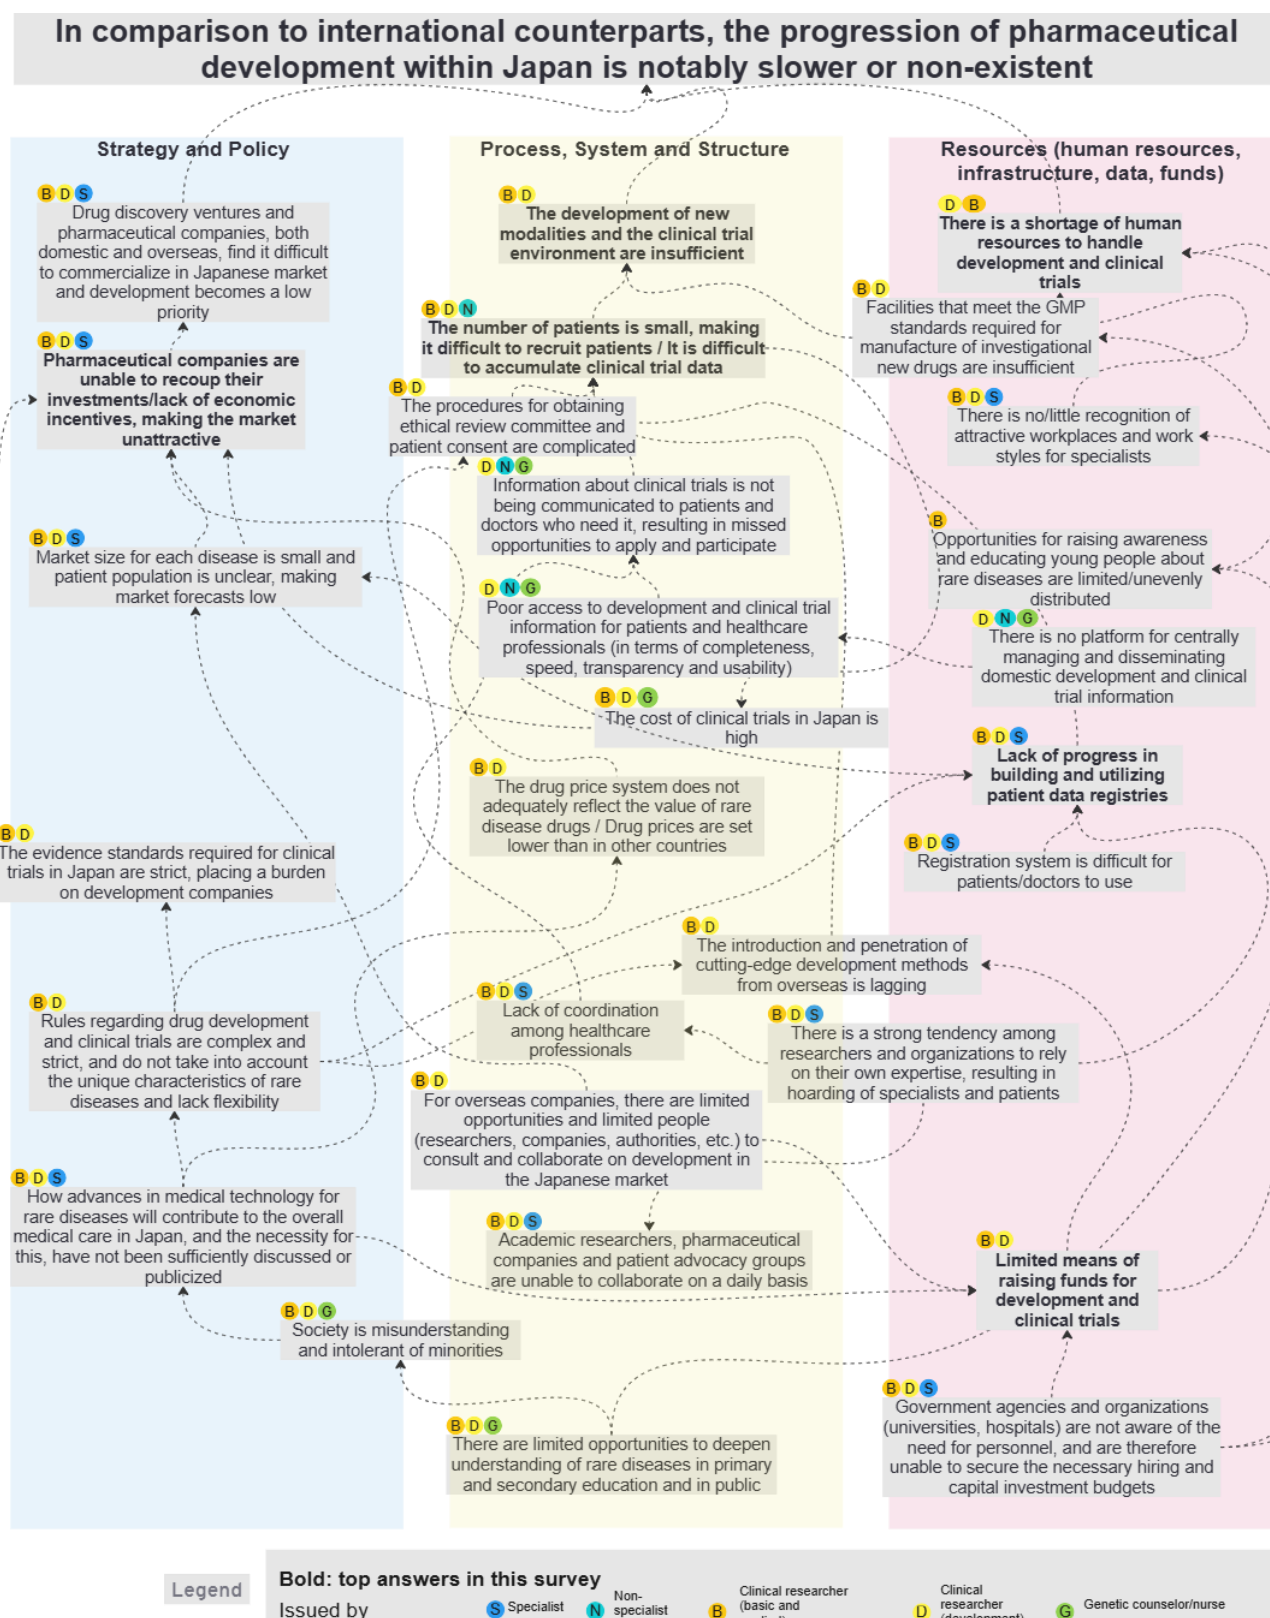 In comparison to international counterparts, the progression of pharmaceutical
development within Japan is notably slower or non-existent
Strategy and Policy
B D S
Drug discovery ventures and
pharmaceutical companies, both
domestic and overseas, find it difficult
to commercialize in Japanese market
and development becomes a low
priority
B D S
Pharmaceutical companies are
unable to recoup their
investments/lack of economic
incentives, making the market
unattractive
B D S
Market size for each disease is small and
patient population is unclear, making
market forecasts low
B D
The evidence standards required for clinical
trials in Japan are strict, placing a burden
on development companies
B D
Rules regarding drug development
and clinical trials are complex and
strict, and do not take into account
the unique characteristics of rare
diseases and lack flexibility
B D S
How advances in medical technology for
rare diseases will contribute to the overall
medical care in Japan, and the necessity for
this, have not been sufficiently discussed or
publicized
B D G
Society is misunderstanding
and intolerant of minorities
Process, System and Structure
B D
The development of new
modalities and the clinical trial
environment are insufficient
B D N
The number of patients is small, making
it difficult to recruit patients / It is difficult
to accumulate clinical trial data
B D
The procedures for obtaining
ethical review committee and
patient consent are complicated
D N G
Information about clinical trials is not
being communicated to patients and
doctors who need it, resulting in missed
opportunities to apply and participate
D N G
Poor access to development and clinical trial
information for patients and healthcare
professionals (in terms of completeness,
speed, transparency and usability)
B D G
The cost of clinical trials in Japan is
high
B D
The drug price system does not
adequately reflect the value of rare
disease drugs / Drug prices are set
lower than in other countries
B D
The introduction and penetration of
cutting-edge development methods
from overseas is lagging
B D S
Lack of coordination
among healthcare
professionals
B D S
There is a strong tendency among
researchers and organizations to rely
on their own expertise, resulting in
hoarding of specialists and patients
B D
For overseas companies, there are limited
opportunities and limited people
(researchers, companies, authorities, etc.) to
consult and collaborate on development in
the Japanese market
B D S
Academic researchers, pharmaceutical
companies and patient advocacy groups
are unable to collaborate on a daily basis
B D G
There are limited opportunities to deepen
understanding of rare diseases in primary
and secondary education and in public
Resources (human resources,
infrastructure, data, funds)
D B
There is a shortage of human
resources to handle
development and clinical
trials
B D
Facilities that meet the GMP
standards required for
manufacture of investigational
new drugs are insufficient
B D S
There is no/little recognition of
attractive workplaces and work
styles for specialists
B
Opportunities for raising awareness
and educating young people about
rare diseases are limited/unevenly
distributed
D N G
There is no platform for centrally
managing and disseminating
domestic development and clinical
trial information
B D S
Lack of progress in
building and utilizing
patient data registries
B D S
Registration system is difficult for
patients/doctors to use
B D
Limited means of
raising funds for
development and
clinical trials
B D S
Government agencies and organizations
(universities, hospitals) are not aware of the
need for personnel, and are therefore
unable to secure the necessary hiring and
capital investment budgets
Legend
Bold: top answers in this survey
Issued by
S Specialist
N Non-
specialist
B Clinical researcher
(basic and
D Clinical
researcher
(development)
G Genetic counselor/nurse